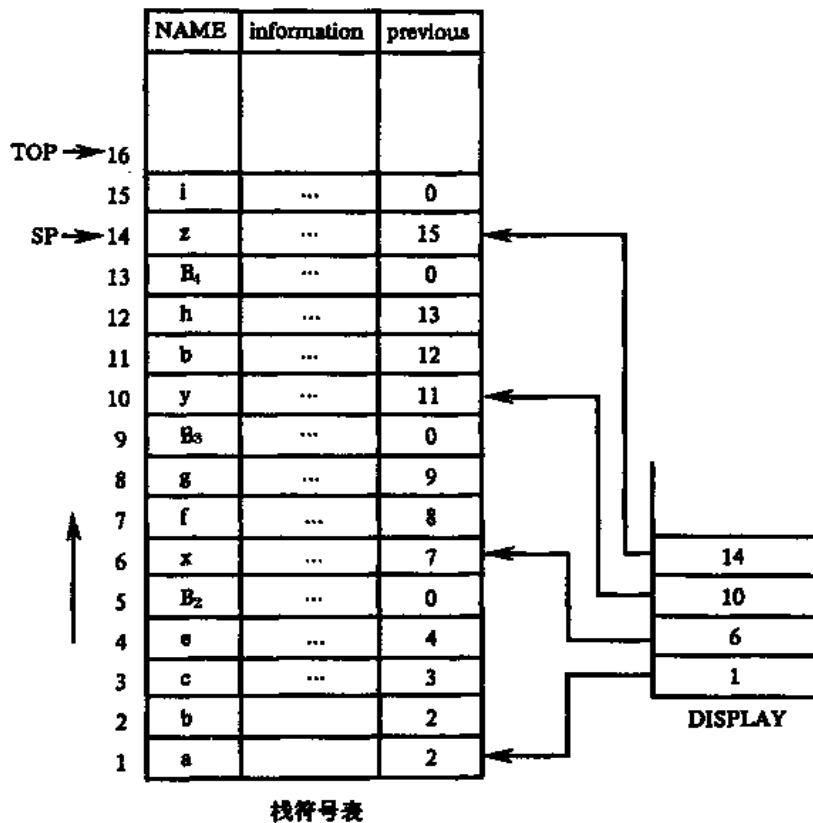 NAME information previous
TOP 16
15 i ... 0
SP 14 z ... 15
13 B₄ ... 0
12 h ... 13
11 b ... 12
10 y ... 11
9 B₃ ... 0
8 g ... 9
7 f ... 8
6 x ... 7
5 B₂ ... 0
4 e ... 4
3 c ... 3
2 b 2
1 a 2
14
10
6
1
DISPLAY
栈符号表